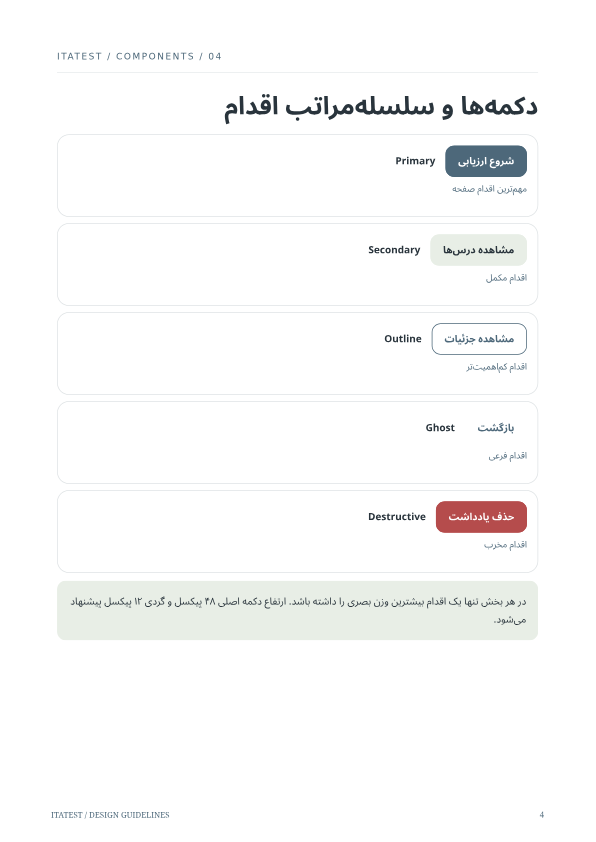 ITATEST / COMPONENTS / 04
دکمه‌ها و سلسله‌مراتب اقدام
شروع ارزیابی Primary
مهم‌ترین اقدام صفحه
مشاهده درس‌ها Secondary
اقدام مکمل
مشاهده جزئیات Outline
اقدام کم‌اهمیت‌تر
بازگشت Ghost
اقدام فرعی
حذف یادداشت Destructive
اقدام مخرب
در هر بخش تنها یک اقدام بیشترین وزن بصری را داشته باشد. ارتفاع دکمه اصلی ۴۸ پیکسل و گردی ۱۲ پیکسل پیشنهاد
می‌شود.
ITATEST / DESIGN GUIDELINES
4